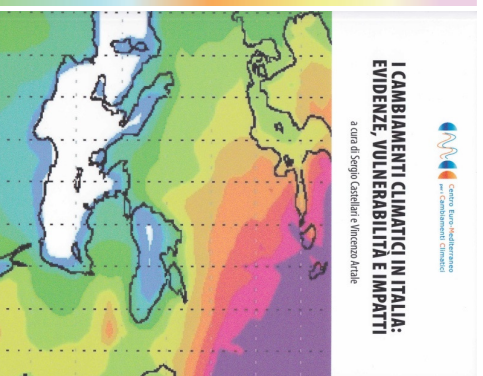 Centro Euro-Mediterraneo
per i Cambiamenti Climatici
I CAMBIAMENTI CLIMATICI IN ITALIA:
EVIDENZE, VULNERABILITÀ E IMPATTI
a cura di Sergio Castellari e Vincenzo Artale